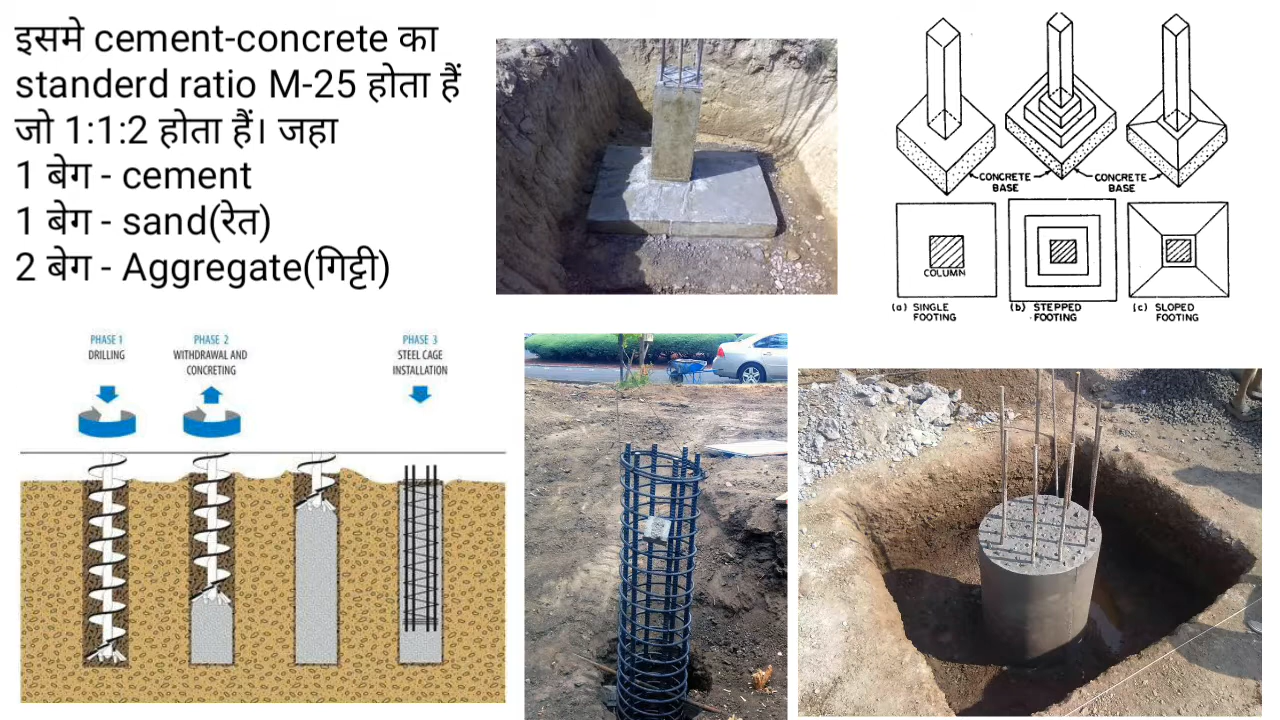 इसमे cement-concrete का
standerd ratio M-25 होता हैं
जो 1:1:2 होता हैं। जहा
1 बेग - cement
1 बेग - sand(रेत)
2 बेग - Aggregate(गिट्टी)
CONCRETE
BASE
CONCRETE
BASE
COLUMN
(a) SINGLE
FOOTING
(b) STEPPED
FOOTING
(c) SLOPED
FOOTING
PHASE 1
DRILLING
PHASE 2
WITHDRAWAL AND
CONCRETING
PHASE 3
STEEL CAGE
INSTALLATION